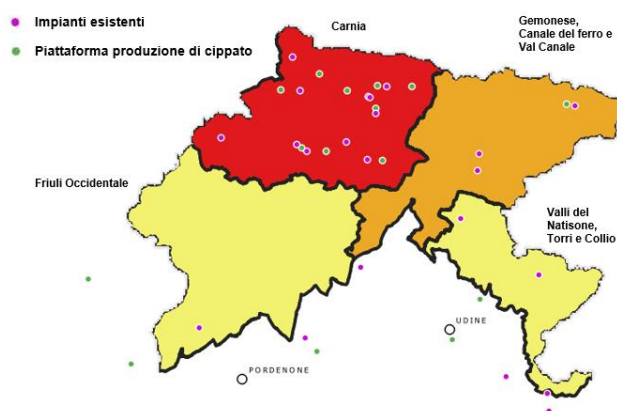 Impianti esistenti
Piattaforma produzione di cippato
Carnia
Gemonese,
Canale del ferro e
Val Canale
Friuli Occidentale
Valli del
Natisone,
Torri e Collio
UDINE
PORDENONE